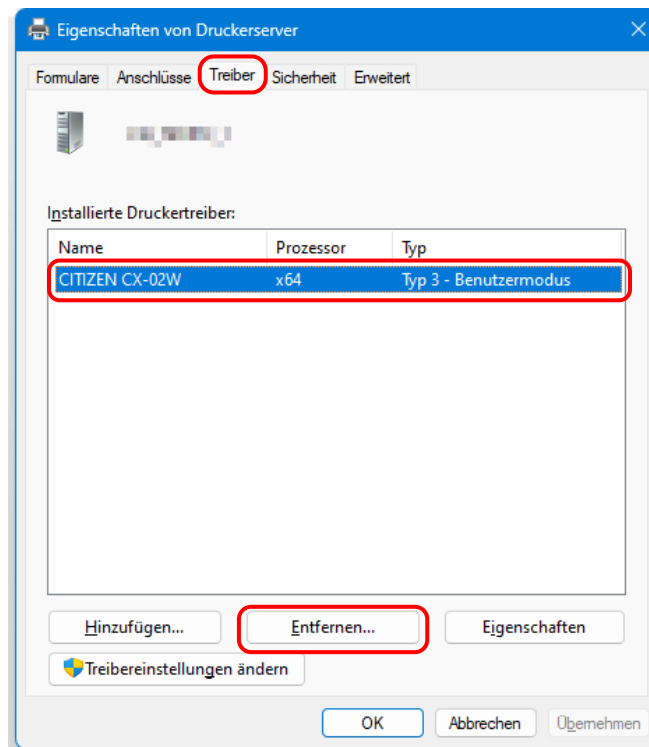 Eigenschaften von Druckerserver
Formulare Anschlüsse Treiber Sicherheit Erweitert
Installierte Druckertreiber:
Name Prozessor Typ
CITIZEN CX-02W x64 Typ 3 - Benutzermodus
Hinzufügen... Entfernen... Eigenschaften
Treibereinstellungen ändern
OK Abbrechen Übernehmen